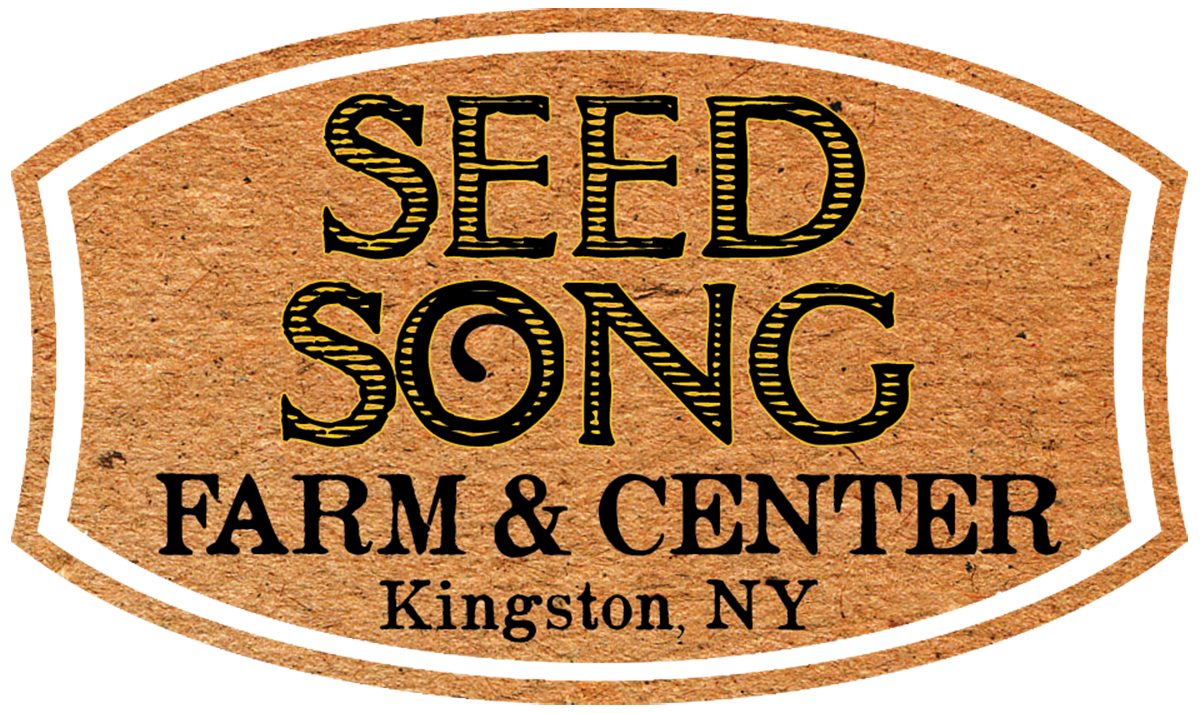 SEED
SONG
FARM & CENTER
Kingston, NY